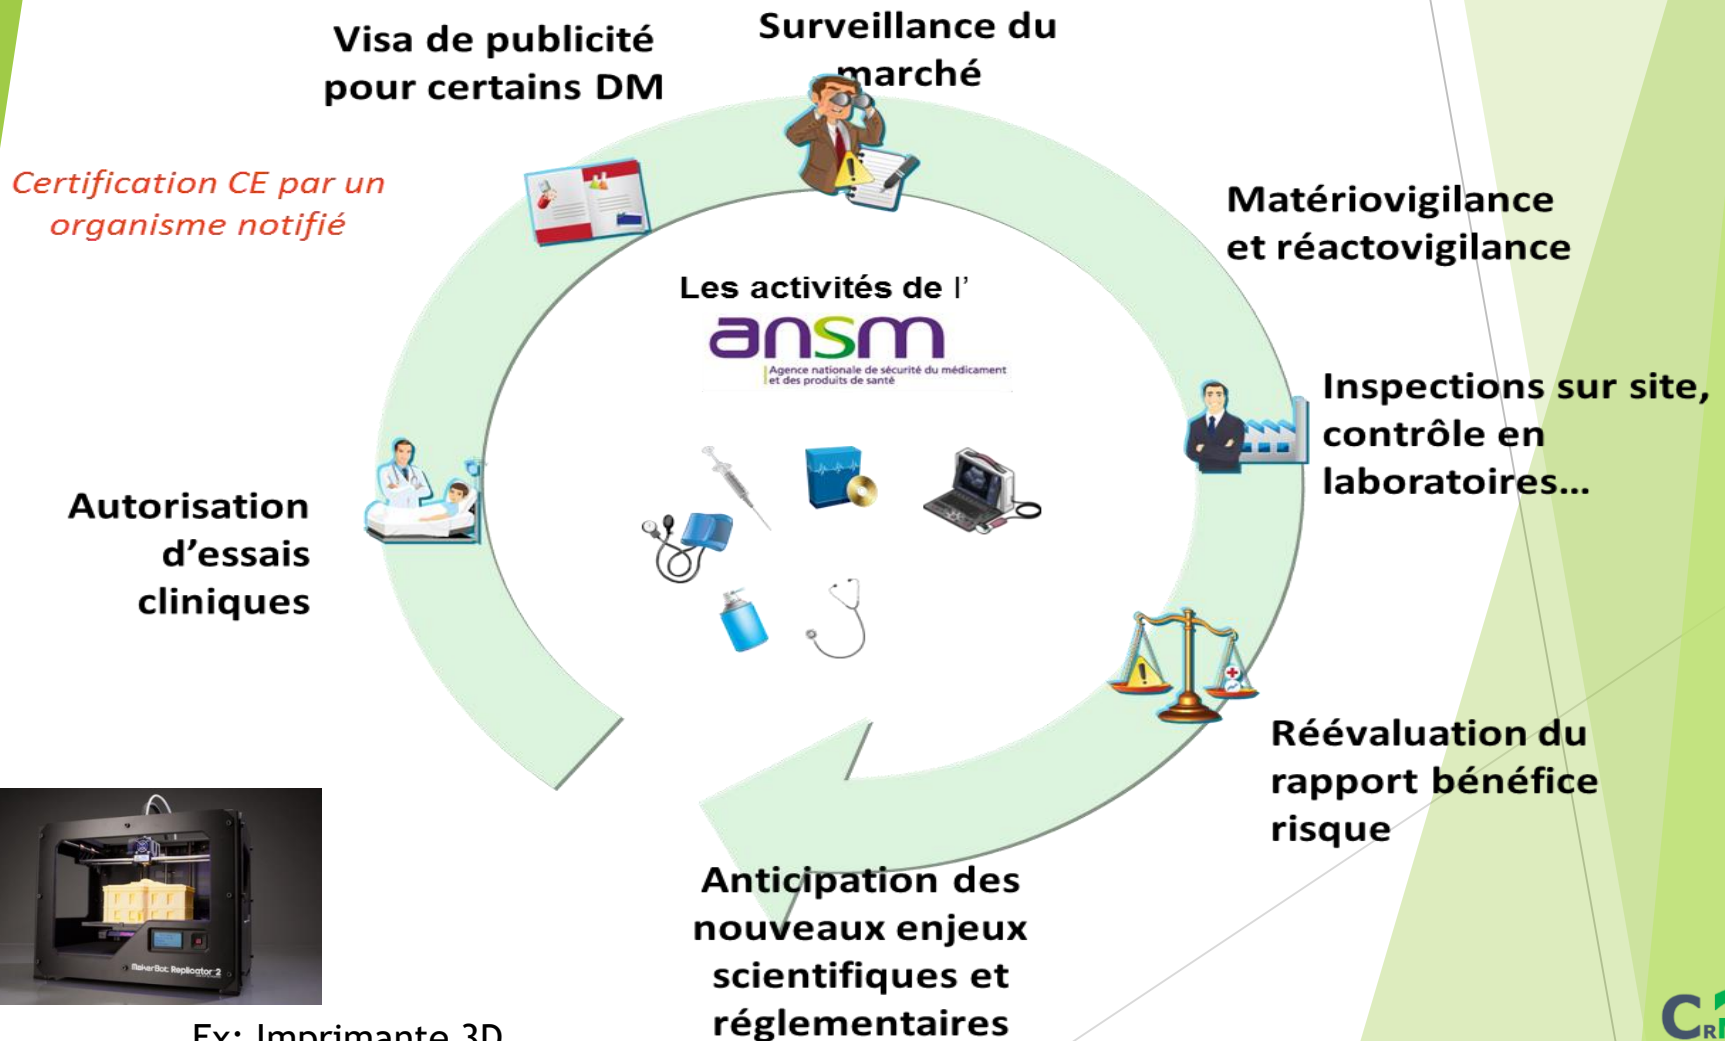 Visa de publicité
pour certains DM
Surveillance du
marché
Certification CE par un
organisme notifié
Matériovigilance
et réactovigilance
Les activités de l’
ansm
Agence nationale de sécurité du médicament
et des produits de santé
Inspections sur site,
contrôle en
laboratoires...
Autorisation
d’essais
cliniques
Réévaluation du
rapport bénéfice
risque
Anticipation des
nouveaux enjeux
scientifiques et
réglementaires
MakerBot Replicator 2
Ex: Imprimante 3D